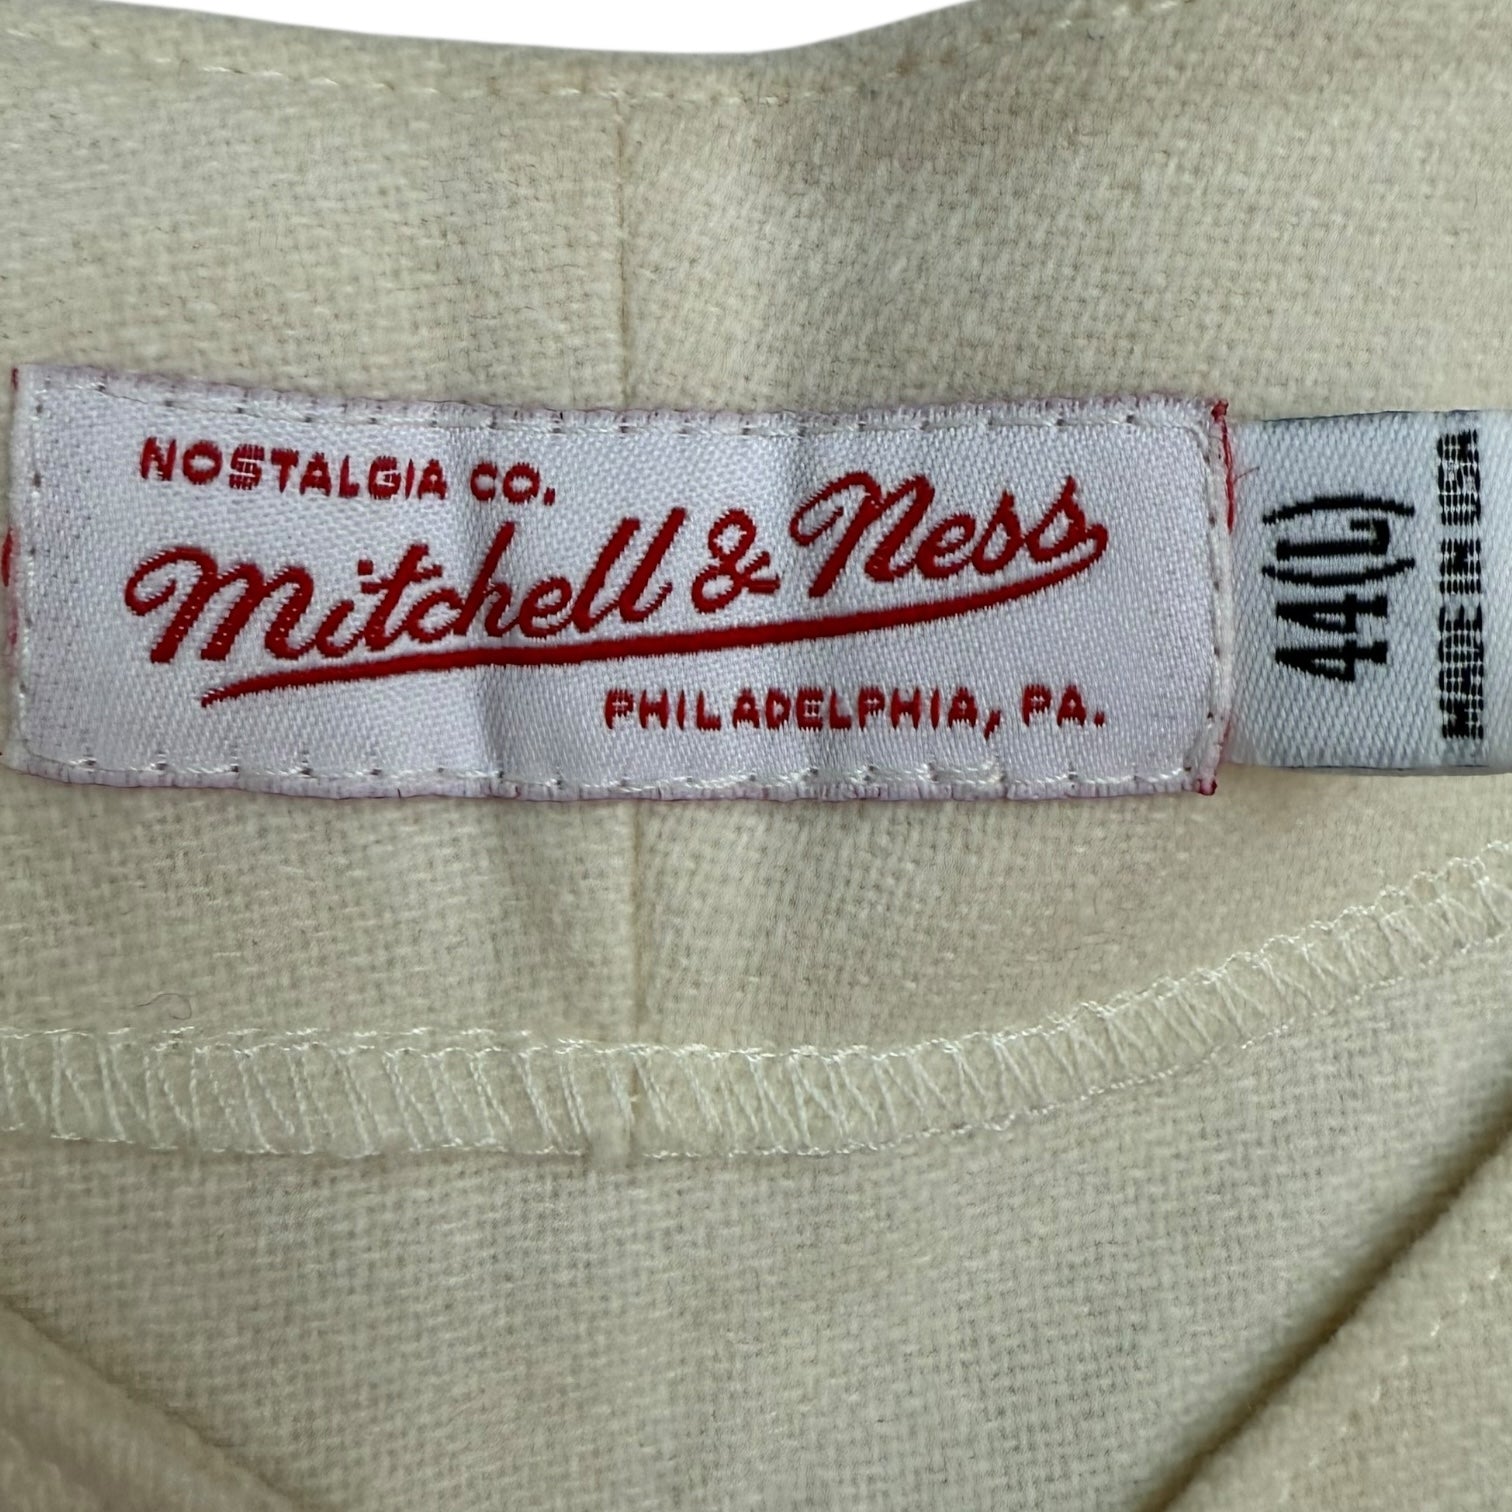 NOSTALGIA CO.
Mitchell & Ness
PHILADELPHIA, PA.
44(L)
MADE IN USA